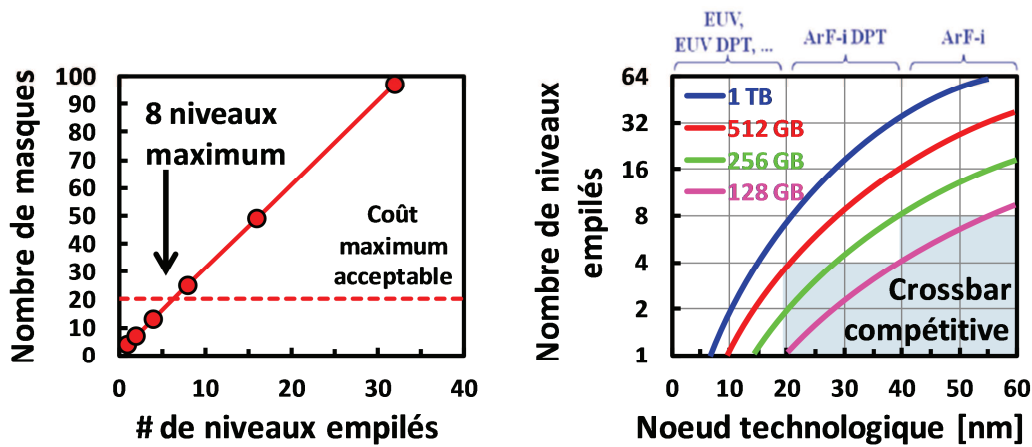 Nombre de masques
100
90
80
70
60
50
40
30
20
10
0
8 niveaux
maximum
Coût
maximum
acceptable
0
10
20
30
40
# de niveaux empilés
EUV,
EUV DPT, ...
ArF-i DPT
ArF-i
Nombre de niveaux
empilés
64
32
16
8
4
2
1
1 TB
512 GB
256 GB
128 GB
Crossbar
compétitive
0
10
20
30
40
50
60
Noeud technologique [nm]